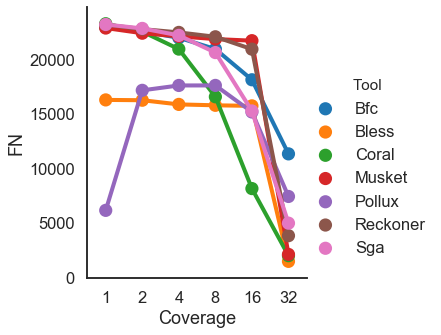 FN
20000
15000
10000
5000
0
1 2 4 8 16 32
Coverage
Tool
Bfc
Bless
Coral
Musket
Pollux
Reckoner
Sga